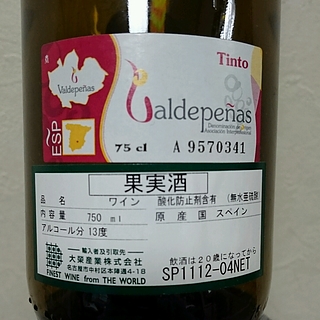 Tinto
Valdepeñas
Valdepeñas
Denominación de Origen
Asociación Interprofesional
ESP
75 cl A 9570341
果実酒
品名 ワイン 酸化防止剤含有 (無水亜硫酸)
内容量 750 ml 原産国 スペイン
アルコール分 13度
輸入者及引取先
大榮産業株式会社
名古屋市中村区本陣通4-18
FINEST WINE from THE WORLD
飲酒は20歳になってから
SP1112-04NET